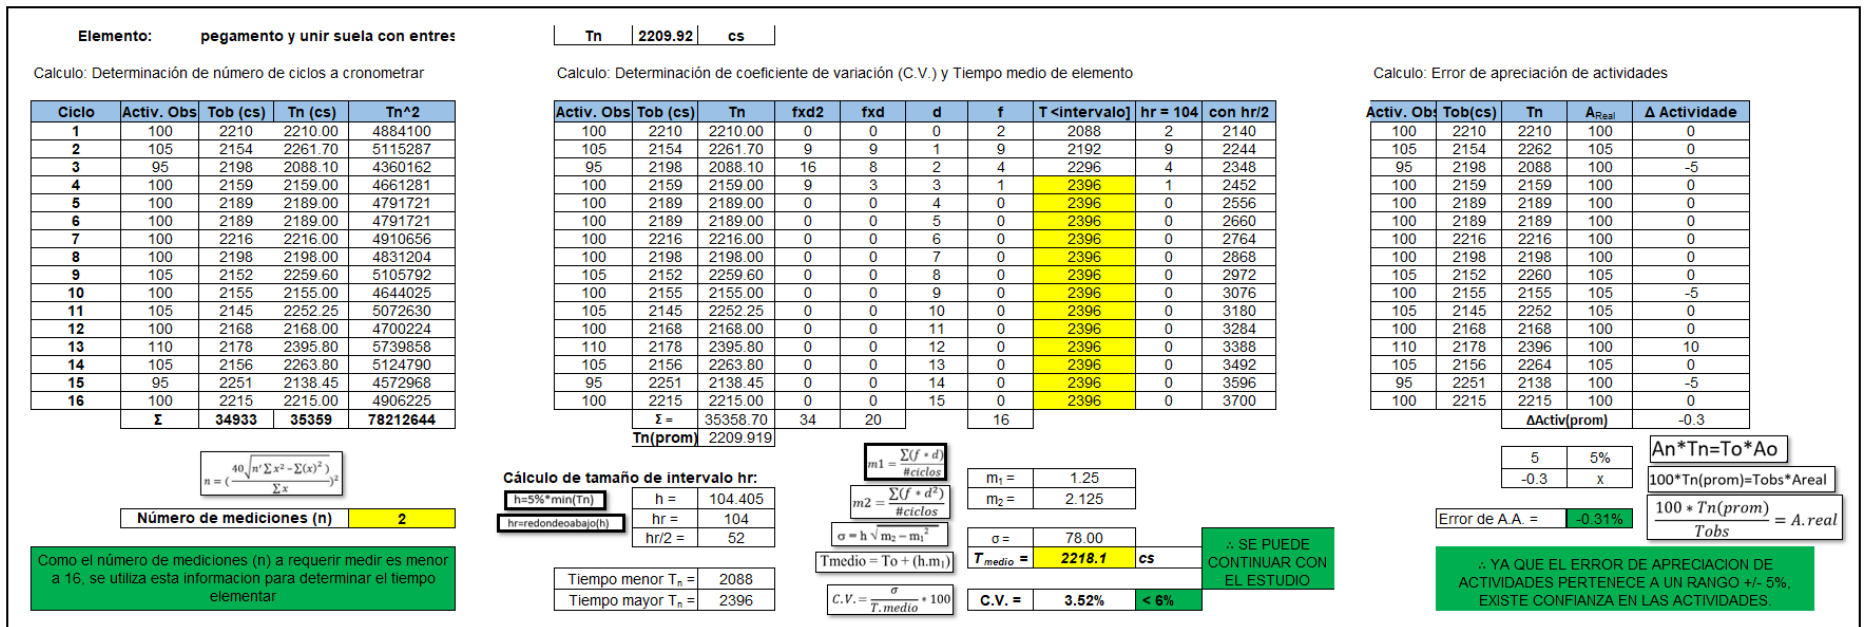 Elemento: pegamento y unir suela con entres
Tn 2209.92 cs
Calculo: Determinación de número de ciclos a cronometrar
Ciclo Activ. Obs Tob (cs) Tn (cs) Tn^2
1 100 2210 2210.00 4884100
2 105 2154 2261.70 5115287
3 95 2198 2088.10 4360162
4 100 2159 2159.00 4661281
5 100 2189 2189.00 4791721
6 100 2189 2189.00 4791721
7 100 2216 2216.00 4910656
8 100 2198 2198.00 4831204
9 105 2152 2259.60 5105792
10 100 2155 2155.00 4644025
11 105 2145 2252.25 5072630
12 100 2168 2168.00 4700224
13 110 2178 2395.80 5739858
14 105 2156 2263.80 5124790
15 95 2251 2138.45 4572968
16 100 2215 2215.00 4906225
Σ 34933 35359 78212644
n = ( 40√(n' Σ x² − Σ(x)² ) / Σ x )²
Número de mediciones (n) 2
Como el número de mediciones (n) a requerir medir es menor
a 16, se utiliza esta informacion para determinar el tiempo
elementar
Calculo: Determinación de coeficiente de variación (C.V.) y Tiempo medio de elemento
Activ. Obs Tob (cs) Tn fxd2 fxd d f T <intervalo] hr = 104 con hr/2
100 2210 2210.00 0 0 0 2 2088 2 2140
105 2154 2261.70 9 9 1 9 2192 9 2244
95 2198 2088.10 16 8 2 4 2296 4 2348
100 2159 2159.00 9 3 3 1 2396 1 2452
100 2189 2189.00 0 0 4 0 2396 0 2556
100 2189 2189.00 0 0 5 0 2396 0 2660
100 2216 2216.00 0 0 6 0 2396 0 2764
100 2198 2198.00 0 0 7 0 2396 0 2868
105 2152 2259.60 0 0 8 0 2396 0 2972
100 2155 2155.00 0 0 9 0 2396 0 3076
105 2145 2252.25 0 0 10 0 2396 0 3180
100 2168 2168.00 0 0 11 0 2396 0 3284
110 2178 2395.80 0 0 12 0 2396 0 3388
105 2156 2263.80 0 0 13 0 2396 0 3492
95 2251 2138.45 0 0 14 0 2396 0 3596
100 2215 2215.00 0 0 15 0 2396 0 3700
Σ = 35358.70 34 20 16
Tn(prom) 2209.919
Cálculo de tamaño de intervalo hr:
h=5%*min(Tn) h = 104.405
hr=redondeoabajo(h) hr = 104
hr/2 = 52
Tiempo menor Tₙ = 2088
Tiempo mayor Tₙ = 2396
m1 = Σ(f * d) / #ciclos
m2 = Σ(f * d²) / #ciclos
σ = h √(m₂ − m₁²)
Tmedio = To + (h.m₁)
C.V. = σ / T.medio * 100
m₁ = 1.25
m₂ = 2.125
σ = 78.00
T medio = 2218.1 cs
C.V. = 3.52% < 6%
∴ SE PUEDE
CONTINUAR CON
EL ESTUDIO
Calculo: Error de apreciación de actividades
Activ. Obs Tob(cs) Tn A Real Δ Actividade
100 2210 2210 100 0
105 2154 2262 105 0
95 2198 2088 100 -5
100 2159 2159 100 0
100 2189 2189 100 0
100 2189 2189 100 0
100 2216 2216 100 0
100 2198 2198 100 0
105 2152 2260 105 0
100 2155 2155 105 -5
105 2145 2252 105 0
100 2168 2168 100 0
110 2178 2396 100 10
105 2156 2264 105 0
95 2251 2138 100 -5
100 2215 2215 100 0
ΔActiv(prom) -0.3
5 5%
-0.3 x
Error de A.A. = -0.31%
An*Tn=To*Ao
100*Tn(prom)=Tobs*Areal
100 * Tn(prom) / Tobs = A.real
∴ YA QUE EL ERROR DE APRECIACION DE
ACTIVIDADES PERTENECE A UN RANGO +/- 5%,
EXISTE CONFIANZA EN LAS ACTIVIDADES.